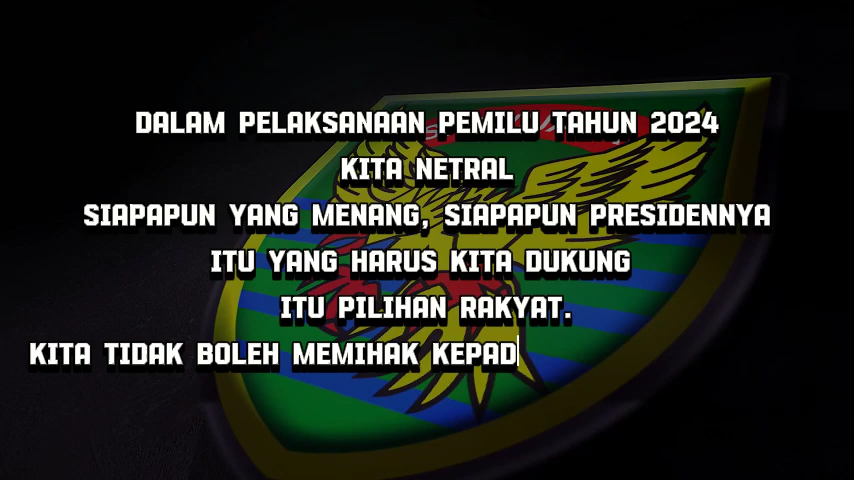 DALAM PELAKSANAAN PEMILU TAHUN 2024
KITA NETRAL
SIAPAPUN YANG MENANG, SIAPAPUN PRESIDENNYA
ITU YANG HARUS KITA DUKUNG
ITU PILIHAN RAKYAT.
KITA TIDAK BOLEH MEMIHAK KEPAD